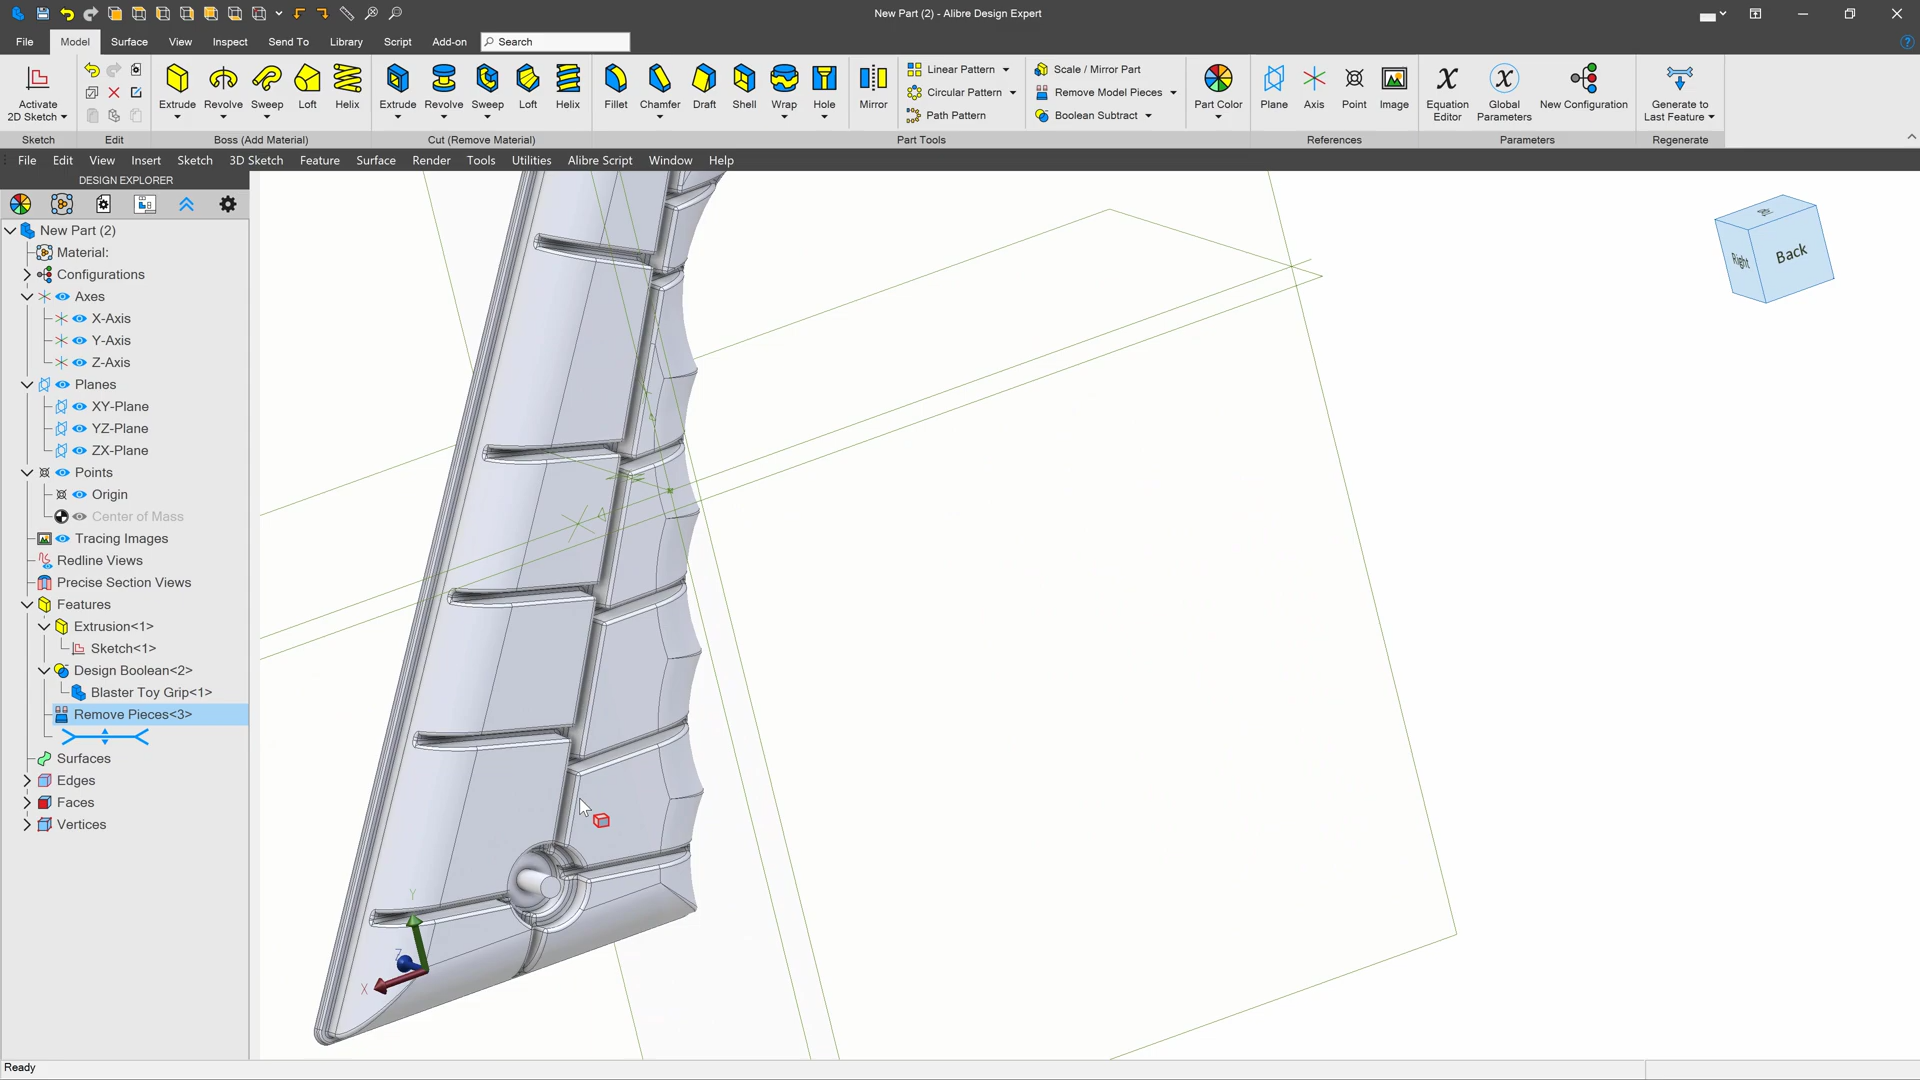 New Part (2) - Alibre Design Expert
File Model Surface View Inspect Send To Library Script Add-on Search
Activate
2D Sketch
Extrude Revolve Sweep Loft Helix
Extrude Revolve Sweep Loft Helix
Fillet Chamfer Draft Shell Wrap Hole
Mirror
Linear Pattern
Circular Pattern
Path Pattern
Scale / Mirror Part
Remove Model Pieces
Boolean Subtract
Part Color
Plane Axis Point Image
Equation
Editor
Global
Parameters
New Configuration
Generate to
Last Feature
Sketch Edit Boss (Add Material) Cut (Remove Material) Part Tools References Parameters Regenerate
File Edit View Insert Sketch 3D Sketch Feature Surface Render Tools Utilities Alibre Script Window Help
DESIGN EXPLORER
New Part (2)
Material:
Configurations
Axes
X-Axis
Y-Axis
Z-Axis
Planes
XY-Plane
YZ-Plane
ZX-Plane
Points
Origin
Center of Mass
Tracing Images
Redline Views
Precise Section Views
Features
Extrusion<1>
Sketch<1>
Design Boolean<2>
Blaster Toy Grip<1>
Remove Pieces<3>
Surfaces
Edges
Faces
Vertices
Right Back
Y
Z
X
Ready